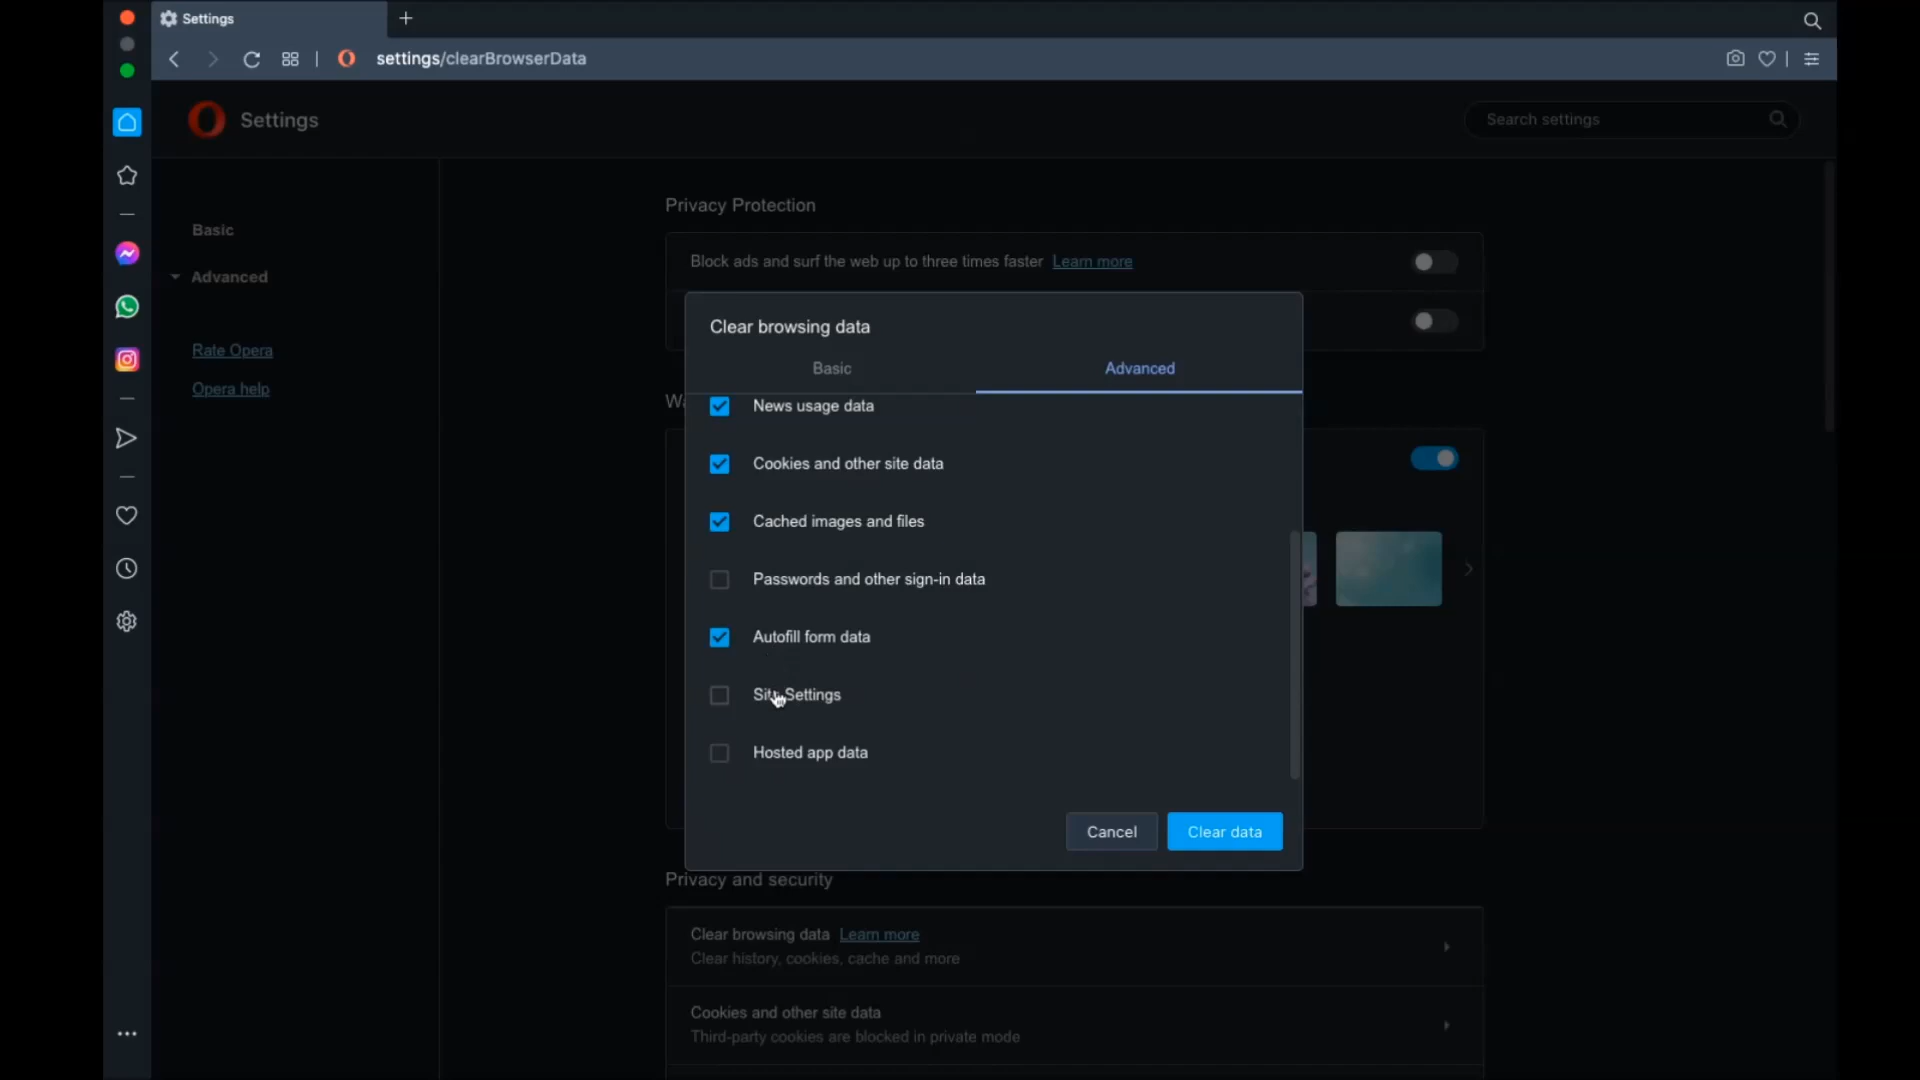 Settings
settings/clearBrowserData
Settings
Search settings
Basic
Advanced
Rate Opera
Opera help
Privacy Protection
Block ads and surf the web up to three times faster Learn more
Clear browsing data
Basic
Advanced
News usage data
Cookies and other site data
Cached images and files
Passwords and other sign-in data
Autofill form data
Site Settings
Hosted app data
Cancel
Clear data
Privacy and security
Clear browsing data Learn more
Clear history, cookies, cache and more
Cookies and other site data
Third-party cookies are blocked in private mode